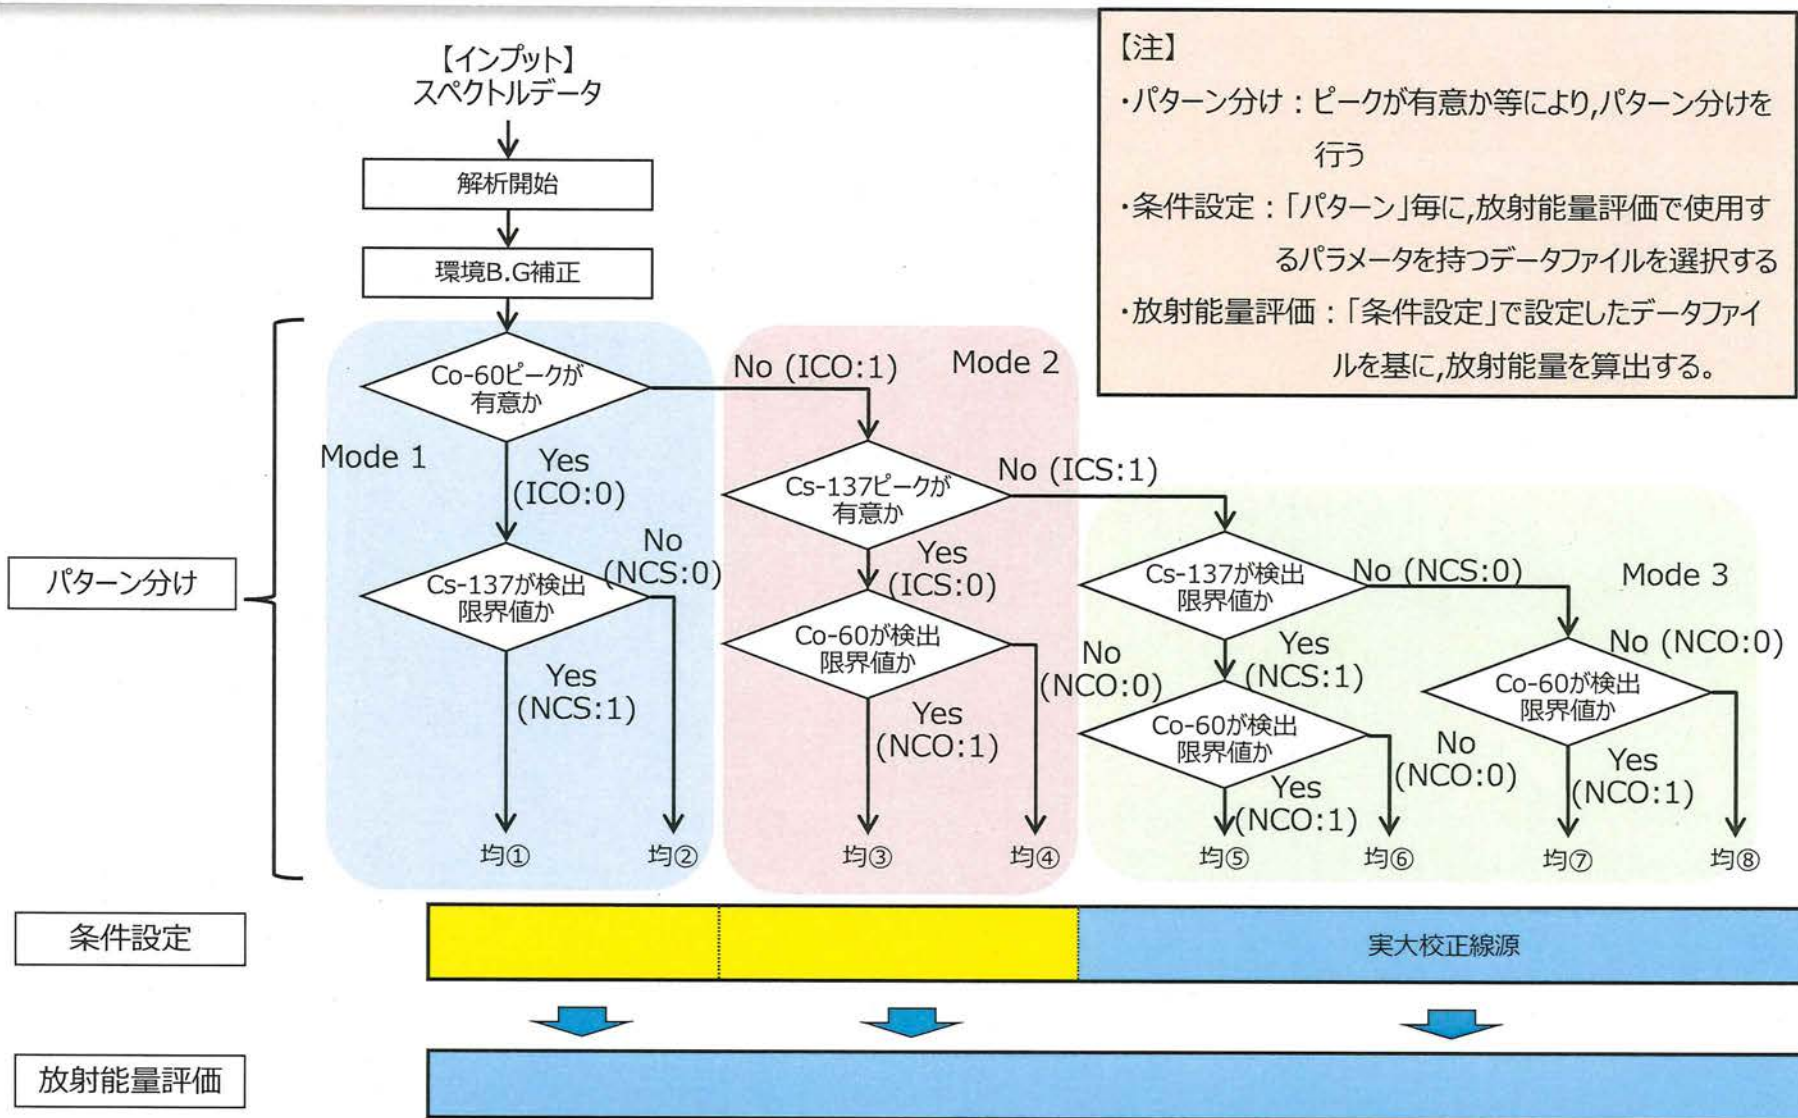 【インプット】
スペクトルデータ
解析開始
環境B.G補正
【注】
・パターン分け：ピークが有意か等により,パターン分けを
行う
・条件設定：「パターン」毎に,放射能量評価で使用す
るパラメータを持つデータファイルを選択する
・放射能量評価：「条件設定」で設定したデータファイ
ルを基に,放射能量を算出する。
パターン分け
Mode 1
Co-60ピークが
有意か
Yes
(ICO:0)
No (ICO:1)
Cs-137が検出
限界値か
No
(NCS:0)
Yes
(NCS:1)
均①
均②
Mode 2
Cs-137ピークが
有意か
No (ICS:1)
Yes
(ICS:0)
Co-60が検出
限界値か
No
(NCO:0)
Yes
(NCO:1)
均③
均④
Mode 3
Cs-137が検出
限界値か
No (NCS:0)
Yes
(NCS:1)
Co-60が検出
限界値か
No
(NCO:0)
Yes
(NCO:1)
Co-60が検出
限界値か
No (NCO:0)
Yes
(NCO:1)
均⑤
均⑥
均⑦
均⑧
条件設定
実大校正線源
放射能量評価